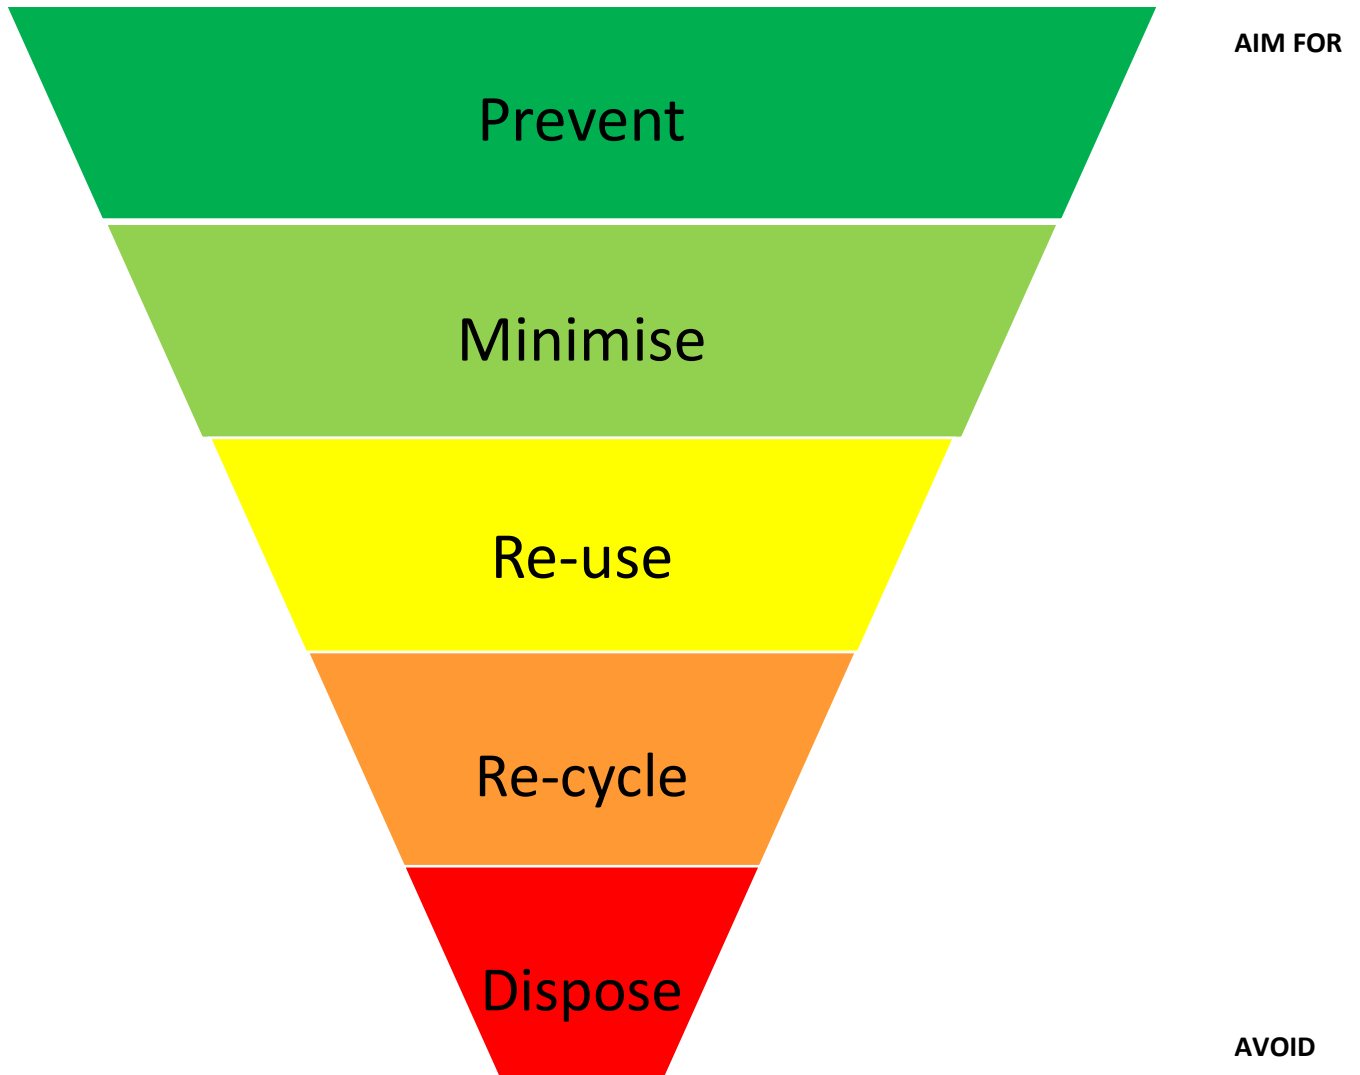 AIM FOR
Prevent
Minimise
Re-use
Re-cycle
Dispose
AVOID